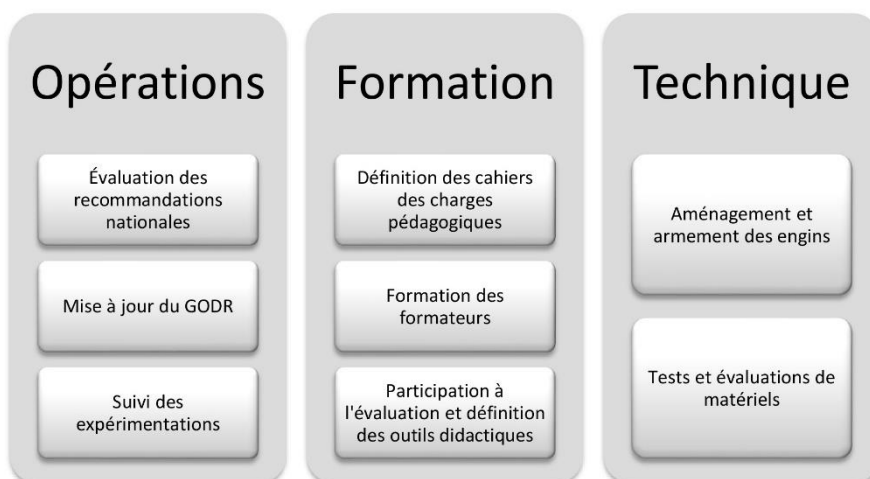 Opérations
Évaluation des
recommandations
nationales
Mise à jour du GODR
Suivi des
expérimentations
Formation
Définition des cahiers
des charges
pédagogiques
Formation des
formateurs
Participation à
l'évaluation et définition
des outils didactiques
Technique
Aménagement et
armement des engins
Tests et évaluations de
matériels